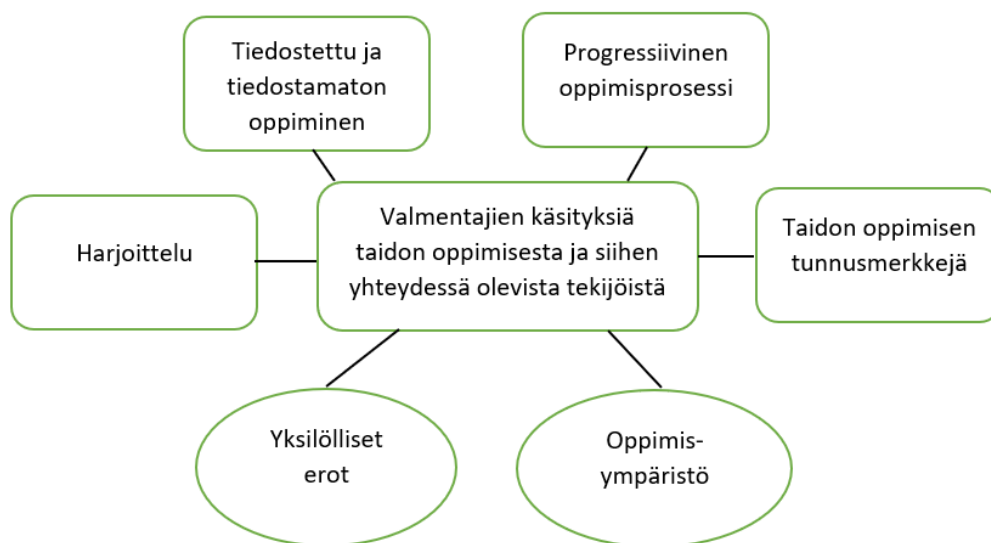 Tiedostettu ja
tiedostamaton
oppiminen
Progressiivinen
oppimisprosessi
Harjoittelu
Valmentajien käsityksiä
taidon oppimisesta ja siihen
yhteydessä olevista tekijöistä
Taidon oppimisen
tunnusmerkkejä
Yksilölliset
erot
Oppimis-
ympäristö